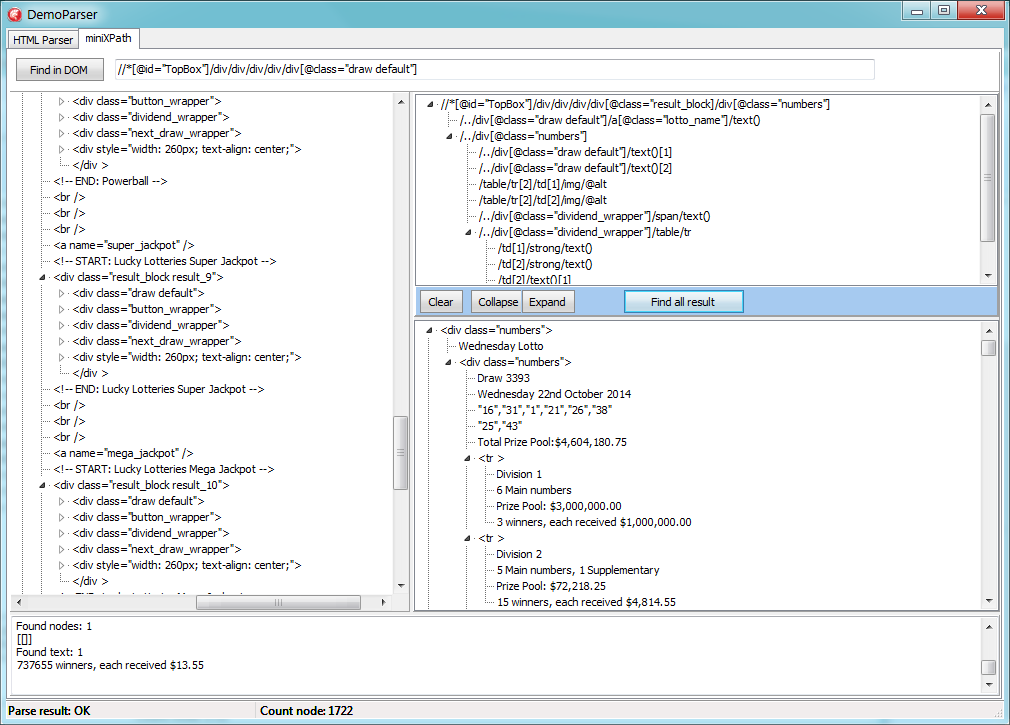 DemoParser
HTML Parser
miniXPath
Find in DOM
//*[@id="TopBox"]/div/div/div/div/div[@class="draw default"]
<div class="button_wrapper">
<div class="dividend_wrapper">
<div class="next_draw_wrapper">
<div style="width: 260px; text-align: center;">
</div >
<!-- END: Powerball -->
<br />
<br />
<br />
<a name="super_jackpot" />
<!-- START: Lucky Lotteries Super Jackpot -->
<div class="result_block result_9">
<div class="draw default">
<div class="button_wrapper">
<div class="dividend_wrapper">
<div class="next_draw_wrapper">
<div style="width: 260px; text-align: center;">
</div >
<!-- END: Lucky Lotteries Super Jackpot -->
<br />
<br />
<br />
<a name="mega_jackpot" />
<!-- START: Lucky Lotteries Mega Jackpot -->
<div class="result_block result_10">
<div class="draw default">
<div class="button_wrapper">
<div class="dividend_wrapper">
<div class="next_draw_wrapper">
<div style="width: 260px; text-align: center;">
</div >
//*[@id="TopBox"]/div/div/div/div[@class="result_block]/div[@class="numbers"]
/../div[@class="draw default"]/a[@class="lotto_name"]/text()
/../div[@class="numbers"]
/../div[@class="draw default"]/text()[1]
/../div[@class="draw default"]/text()[2]
/table/tr[2]/td[1]/img/@alt
/table/tr[2]/td[2]/img/@alt
/../div[@class="dividend_wrapper"]/span/text()
/../div[@class="dividend_wrapper"]/table/tr
/td[1]/strong/text()
/td[2]/strong/text()
/td[2]/text()[1]
Clear
Collapse
Expand
Find all result
<div class="numbers">
Wednesday Lotto
<div class="numbers">
Draw 3393
Wednesday 22nd October 2014
"16","31","1","21","26","38"
"25","43"
Total Prize Pool:$4,604,180.75
<tr >
Division 1
6 Main numbers
Prize Pool: $3,000,000.00
3 winners, each received $1,000,000.00
<tr >
Division 2
5 Main numbers, 1 Supplementary
Prize Pool: $72,218.25
15 winners, each received $4,814.55
Found nodes: 1
[[]]
Found text: 1
737655 winners, each received $13.55
Parse result: OK
Count node: 1722